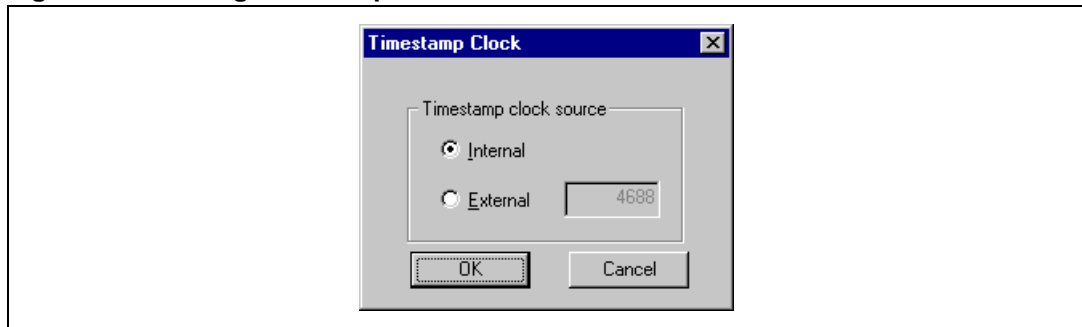 Timestamp Clock
Timestamp clock source
Internal
External 4688
OK Cancel